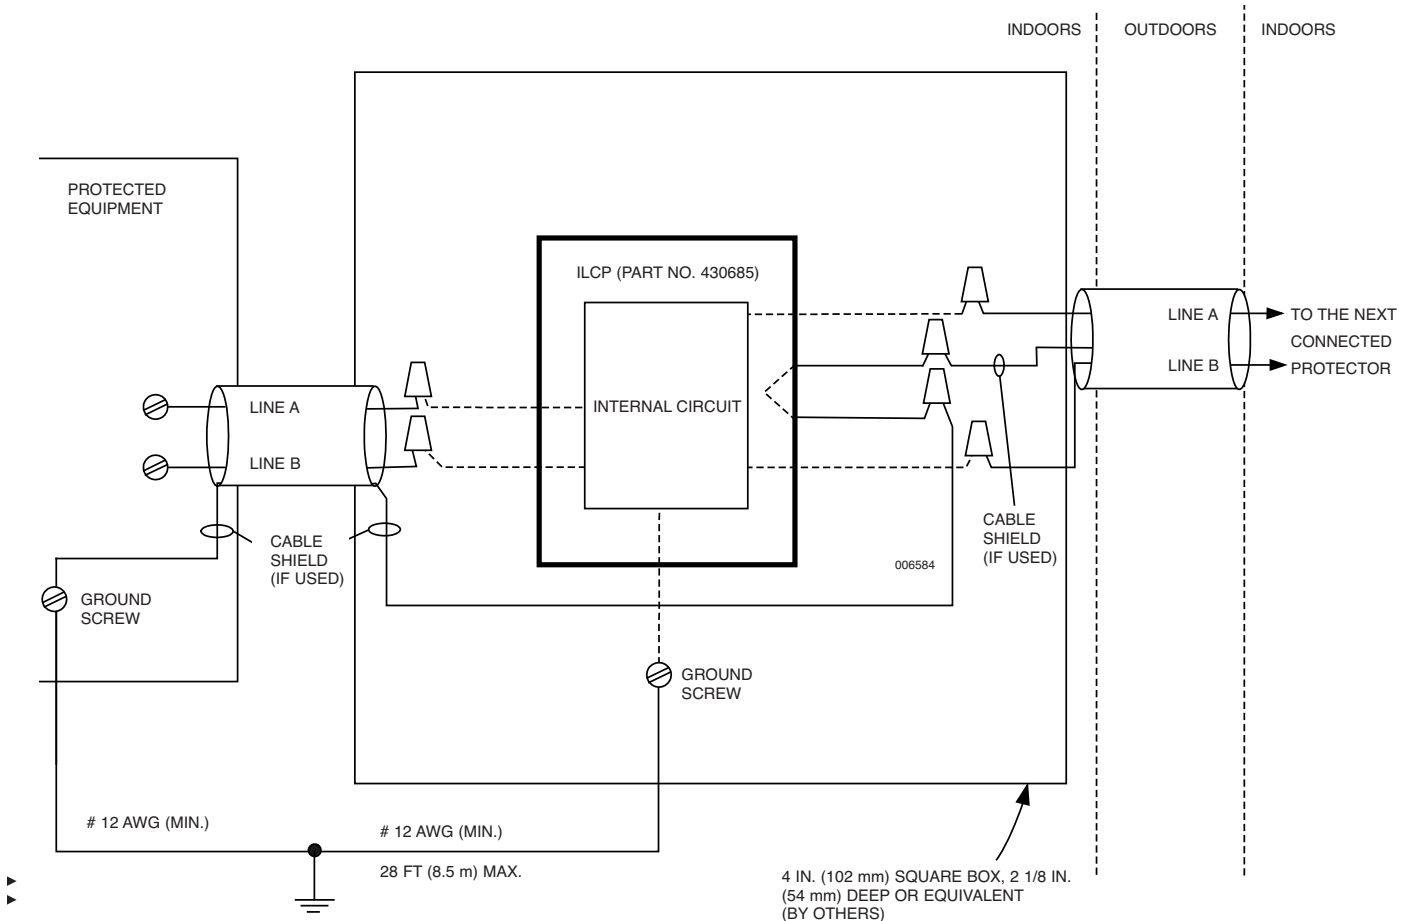 INDOORS
OUTDOORS
INDOORS
PROTECTED
EQUIPMENT
ILCP (PART NO. 430685)
INTERNAL CIRCUIT
LINE A
LINE B
LINE A
LINE B
TO THE NEXT
CONNECTED
PROTECTOR
CABLE
SHIELD
(IF USED)
CABLE
SHIELD
(IF USED)
006584
GROUND
SCREW
GROUND
SCREW
# 12 AWG (MIN.)
# 12 AWG (MIN.)
28 FT (8.5 m) MAX.
4 IN. (102 mm) SQUARE BOX, 2 1/8 IN.
(54 mm) DEEP OR EQUIVALENT
(BY OTHERS)